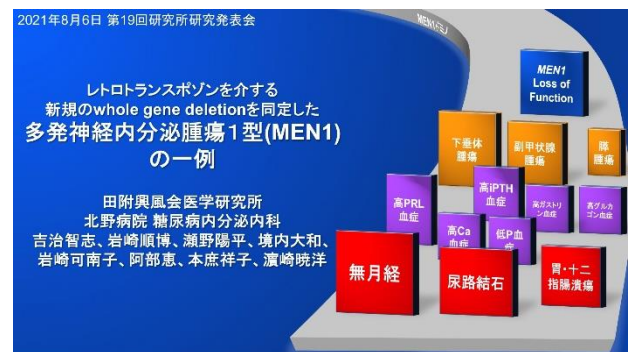 2021年8月6日 第19回研究所研究発表会
レトロトランスポゾンを介する
新規のwhole gene deletionを同定した
多発神経内分泌腫瘍1型(MEN1)
の一例
田附興風会医学研究所
北野病院 糖尿病内分泌内科
吉治智志、岩崎順博、瀬野陽平、境内大和、
岩崎可南子、阿部恵、本庶祥子、濵崎暁洋
MEN1ドミノ
MEN1
Loss of
Function
下垂体
腫瘍
副甲状腺
腫瘍
膵
腫瘍
高PRL
血症
高iPTH
血症
高ガストリ
ン血症
高グルカ
ゴン血症
高Ca
血症
低P血
症
無月経
尿路結石
胃・十二
指腸潰瘍